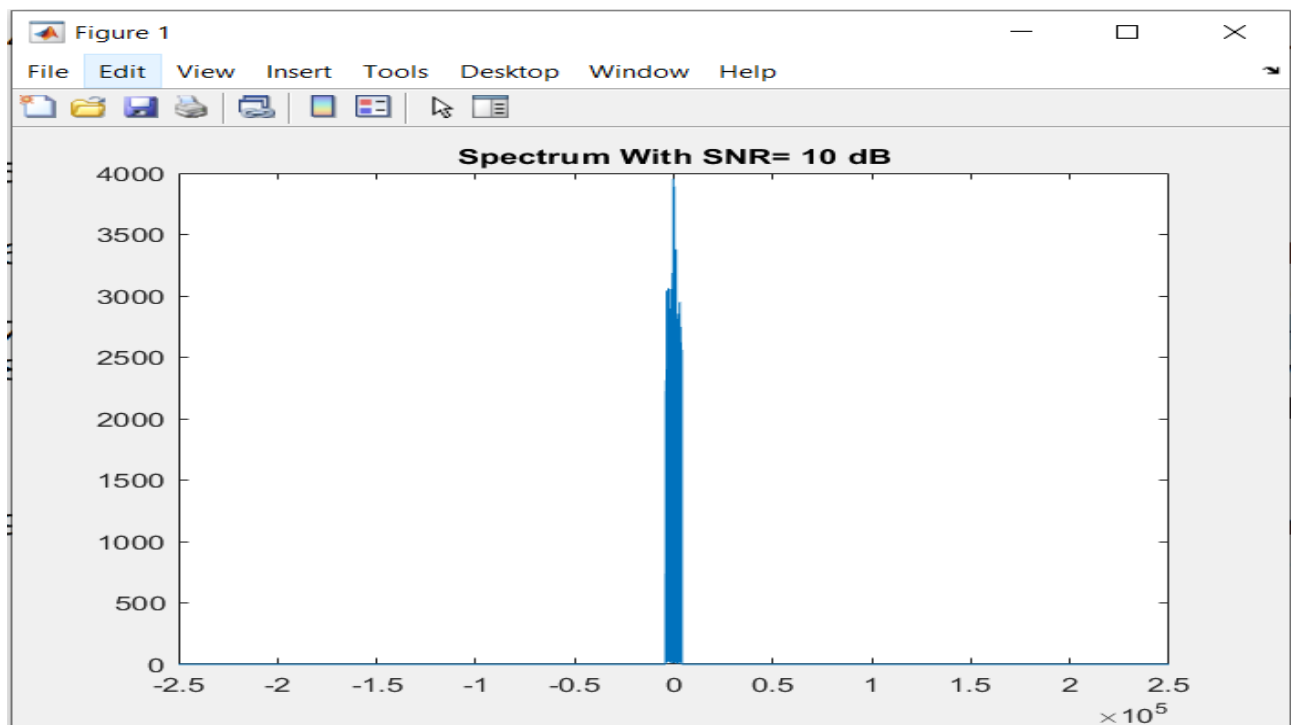 Figure 1
File Edit View Insert Tools Desktop Window Help
Spectrum With SNR= 10 dB
4000
3500
3000
2500
2000
1500
1000
500
0
-2.5 -2 -1.5 -1 -0.5 0 0.5 1 1.5 2 2.5
×10⁵